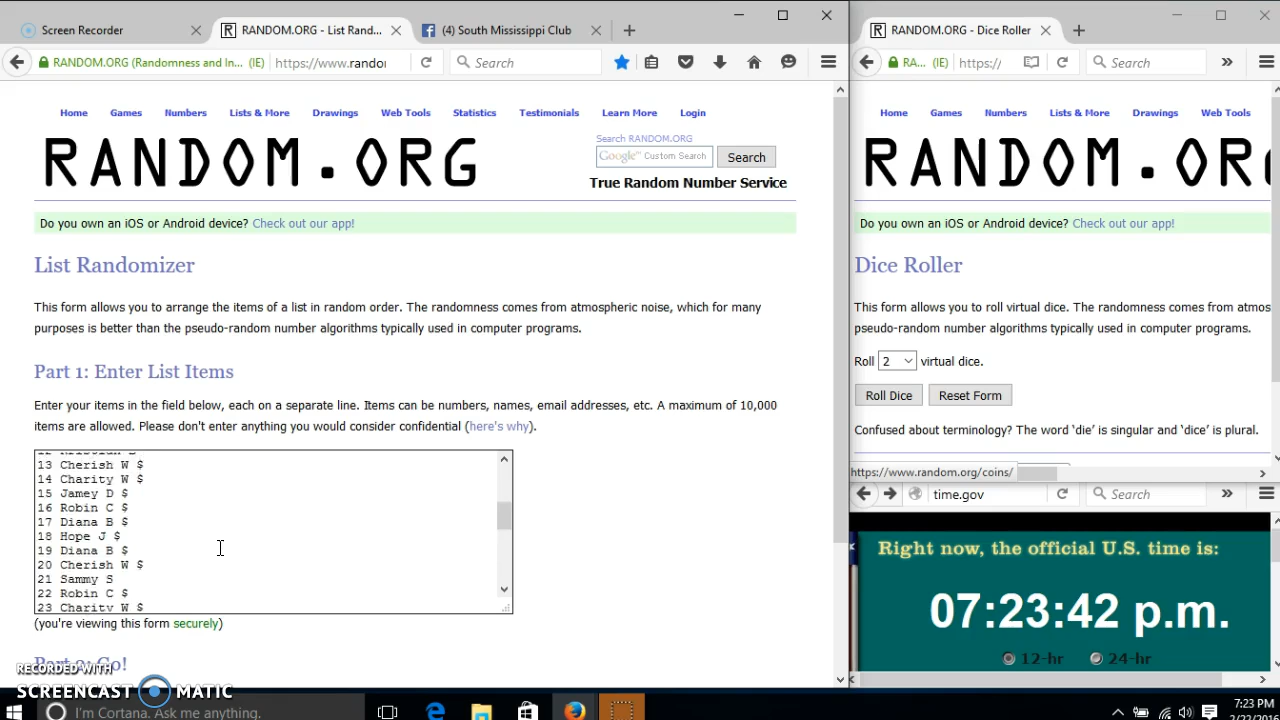 Screen Recorder
RANDOM.ORG - List Rand...
(4) South Mississippi Club
RANDOM.ORG (Randomness and In... (IE)
https://www.rando
Search
Home Games Numbers Lists & More Drawings Web Tools Statistics Testimonials Learn More Login
RANDOM.ORG
Search RANDOM.ORG
Google™ Custom Search
Search
True Random Number Service
Do you own an iOS or Android device? Check out our app!
List Randomizer
This form allows you to arrange the items of a list in random order. The randomness comes from atmospheric noise, which for many
purposes is better than the pseudo-random number algorithms typically used in computer programs.
Part 1: Enter List Items
Enter your items in the field below, each on a separate line. Items can be numbers, names, email addresses, etc. A maximum of 10,000
items are allowed. Please don't enter anything you would consider confidential (here's why).
13 Cherish W $
14 Charity W $
15 Jamey D $
16 Robin C $
17 Diana B $
18 Hope J $
19 Diana B $
20 Cherish W $
21 Sammy S
22 Robin C $
23 Charity W $
(you're viewing this form securely)
Part 2: Go!
RECORDED WITH
SCREENCAST MATIC
I'm Cortana. Ask me anything.
RANDOM.ORG - Dice Roller
RA... (IE)
https://
Search
Home Games Numbers Lists & More Drawings Web Tools
RANDOM.OR
Do you own an iOS or Android device? Check out our app!
Dice Roller
This form allows you to roll virtual dice. The randomness comes from atmos
pseudo-random number algorithms typically used in computer programs.
Roll 2 virtual dice.
Roll Dice
Reset Form
Confused about terminology? The word ‘die’ is singular and ‘dice’ is plural.
https://www.random.org/coins/
time.gov
Search
Right now, the official U.S. time is:
07:23:42 p.m.
12-hr 24-hr
7:23 PM
2/22/2016